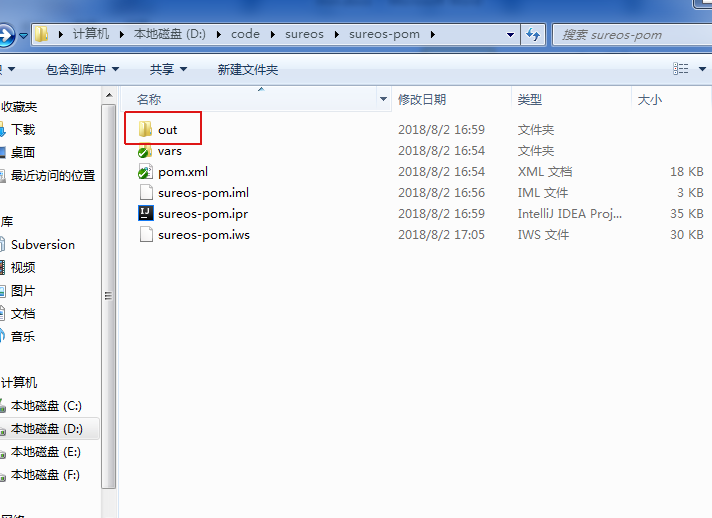 计算机 本地磁盘 (D:) code sureos sureos-pom 搜索 sureos-pom
包含到库中 共享 新建文件夹
名称 修改日期 类型 大小
out 2018/8/2 16:59 文件夹
vars 2018/8/2 16:54 文件夹
pom.xml 2018/8/2 16:54 XML 文档 18 KB
sureos-pom.iml 2018/8/2 16:56 IML 文件 3 KB
sureos-pom.ipr 2018/8/2 16:59 IntelliJ IDEA Proj... 35 KB
sureos-pom.iws 2018/8/2 17:05 IWS 文件 30 KB
收藏夹
下载
桌面
最近访问的位置
库
Subversion
视频
图片
文档
音乐
计算机
本地磁盘 (C:)
本地磁盘 (D:)
本地磁盘 (E:)
本地磁盘 (F:)